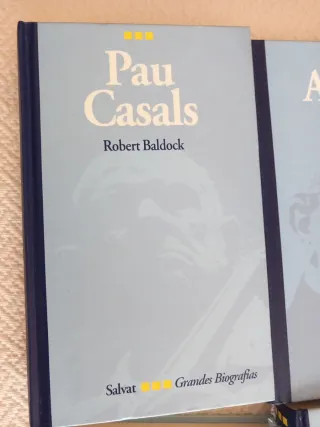 Pau
Casals
Robert Baldock
Salvat Grandes Biografías
A